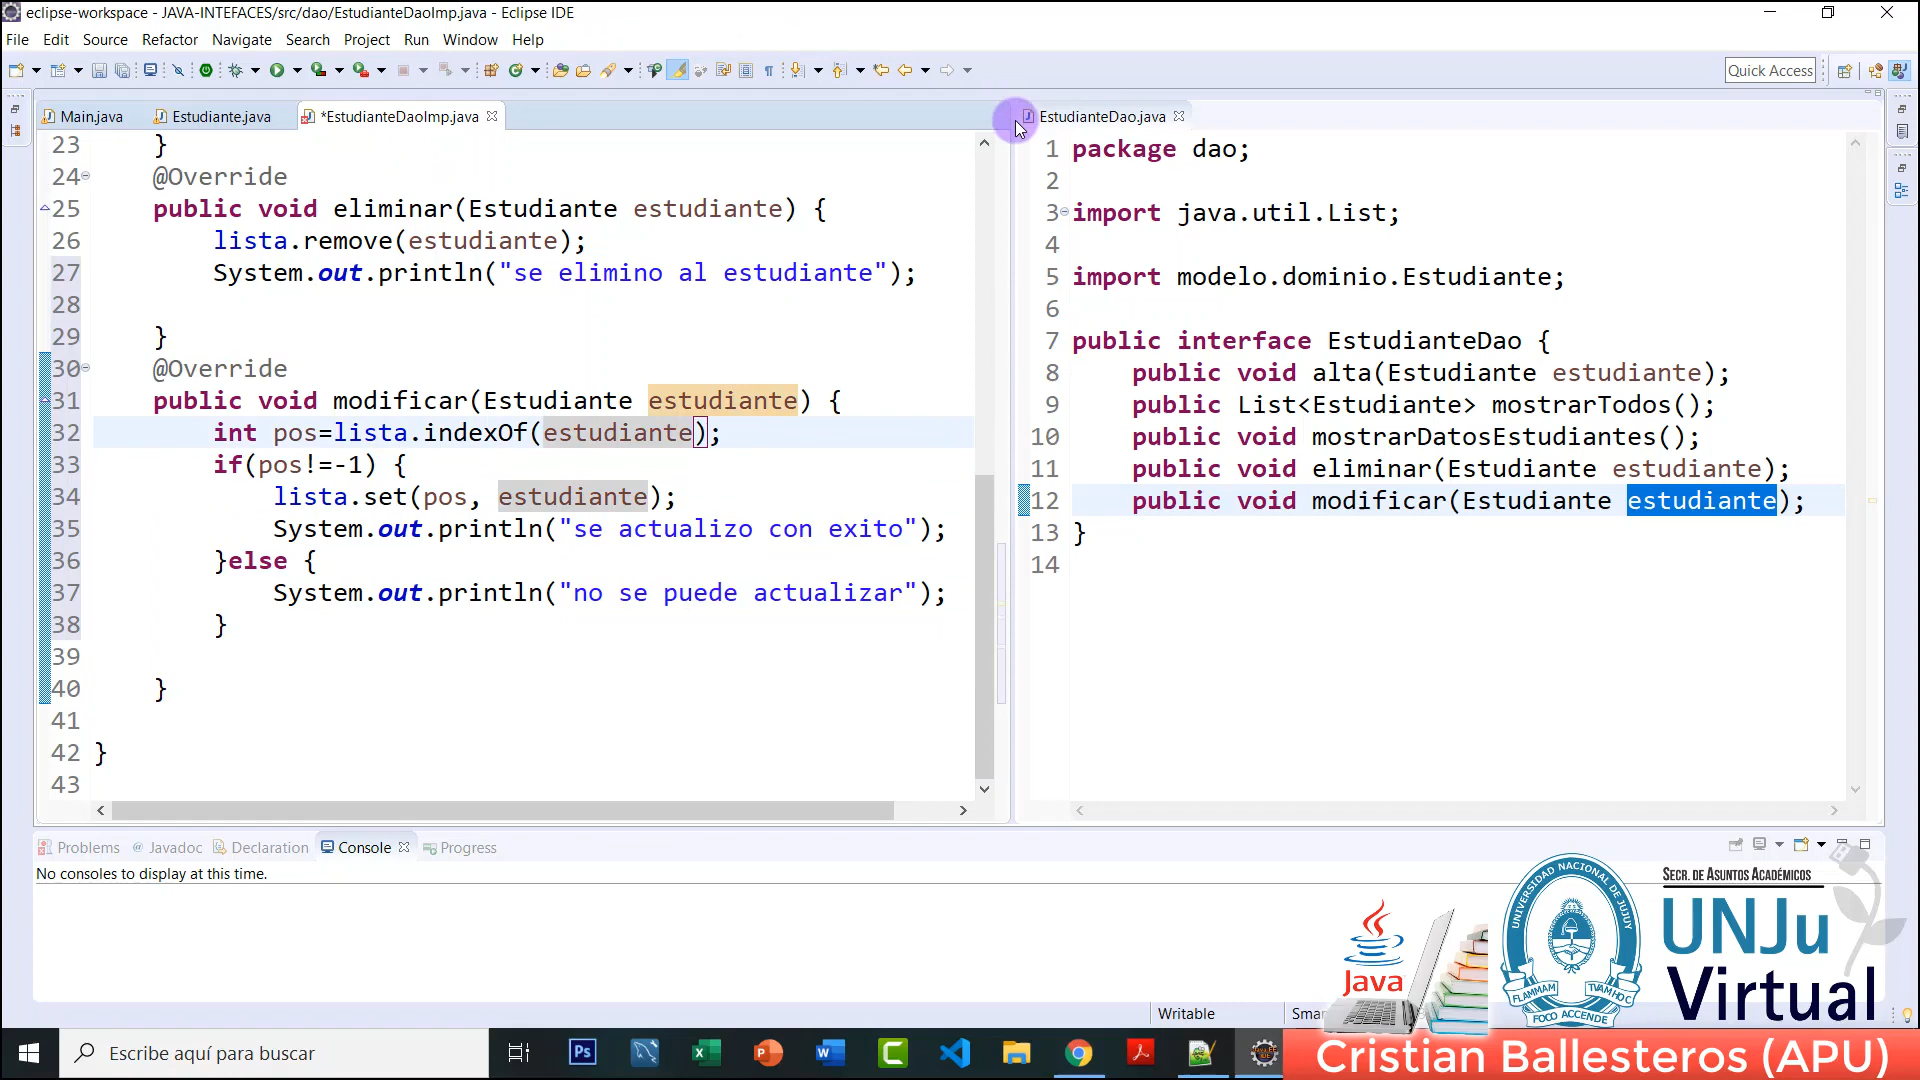 eclipse-workspace - JAVA-INTEFACES/src/dao/EstudianteDaoImp.java - Eclipse IDE
File Edit Source Refactor Navigate Search Project Run Window Help
Quick Access
Main.java Estudiante.java *EstudianteDaoImp.java
23 }
24 @Override
25 public void eliminar(Estudiante estudiante) {
26 lista.remove(estudiante);
27 System.out.println("se elimino al estudiante");
28
29 }
30 @Override
31 public void modificar(Estudiante estudiante) {
32 int pos=lista.indexOf(estudiante);
33 if(pos!=-1) {
34 lista.set(pos, estudiante);
35 System.out.println("se actualizo con exito");
36 }else {
37 System.out.println("no se puede actualizar");
38 }
39
40 }
41
42 }
43
EstudianteDao.java
1 package dao;
2
3 import java.util.List;
4
5 import modelo.dominio.Estudiante;
6
7 public interface EstudianteDao {
8 public void alta(Estudiante estudiante);
9 public List<Estudiante> mostrarTodos();
10 public void mostrarDatosEstudiantes();
11 public void eliminar(Estudiante estudiante);
12 public void modificar(Estudiante estudiante);
13 }
14
Problems Javadoc Declaration Console Progress
No consoles to display at this time.
Writable
Smar
Java
UNIVERSIDAD NACIONAL DE JUJUY
FLAMMAM TVAM HOC
FOCO ACCENDE
SECR. DE ASUNTOS ACADÉMICOS
UNJu
Virtual
Escribe aquí para buscar
Cristian Ballesteros (APU)